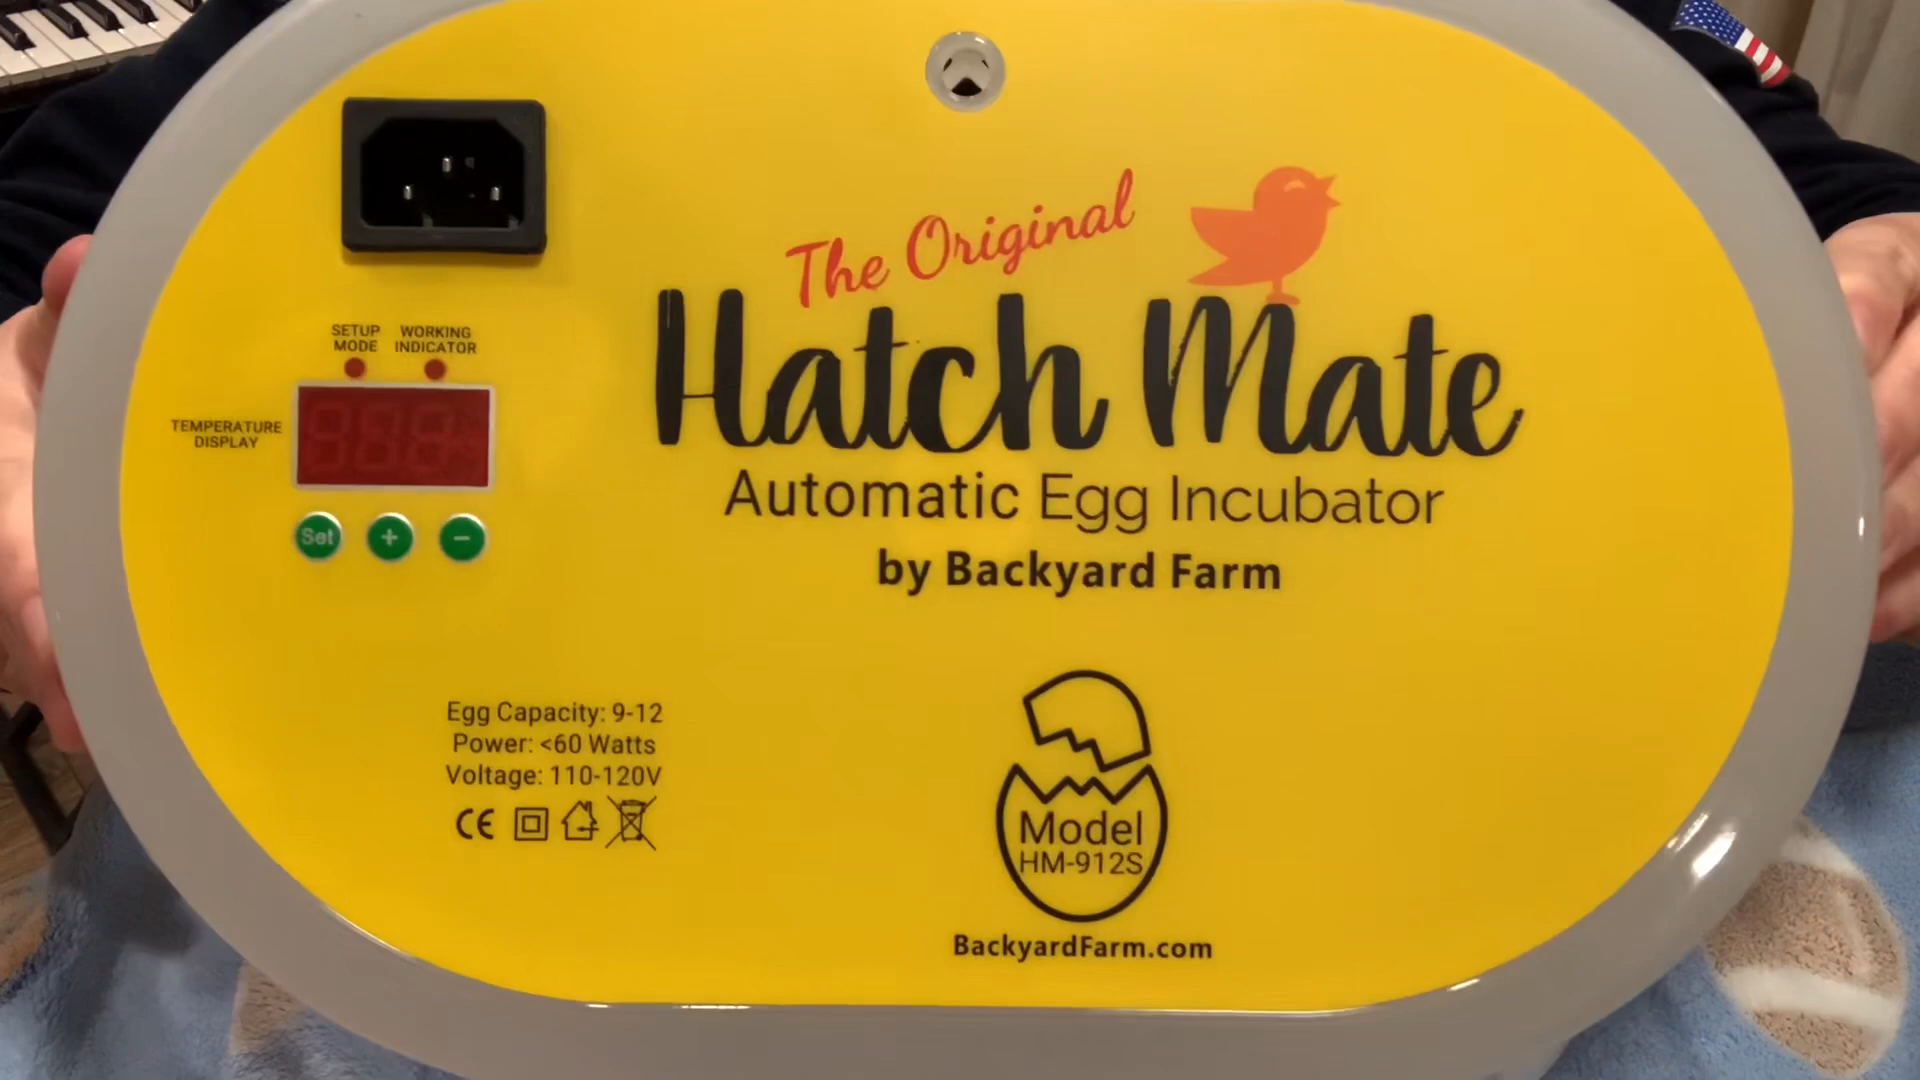 The Original
Hatch Mate
Automatic Egg Incubator
by Backyard Farm
SETUP
MODE
WORKING
INDICATOR
TEMPERATURE
DISPLAY
Set + -
Egg Capacity: 9-12
Power: <60 Watts
Voltage: 110-120V
CE
Model
HM-912S
BackyardFarm.com